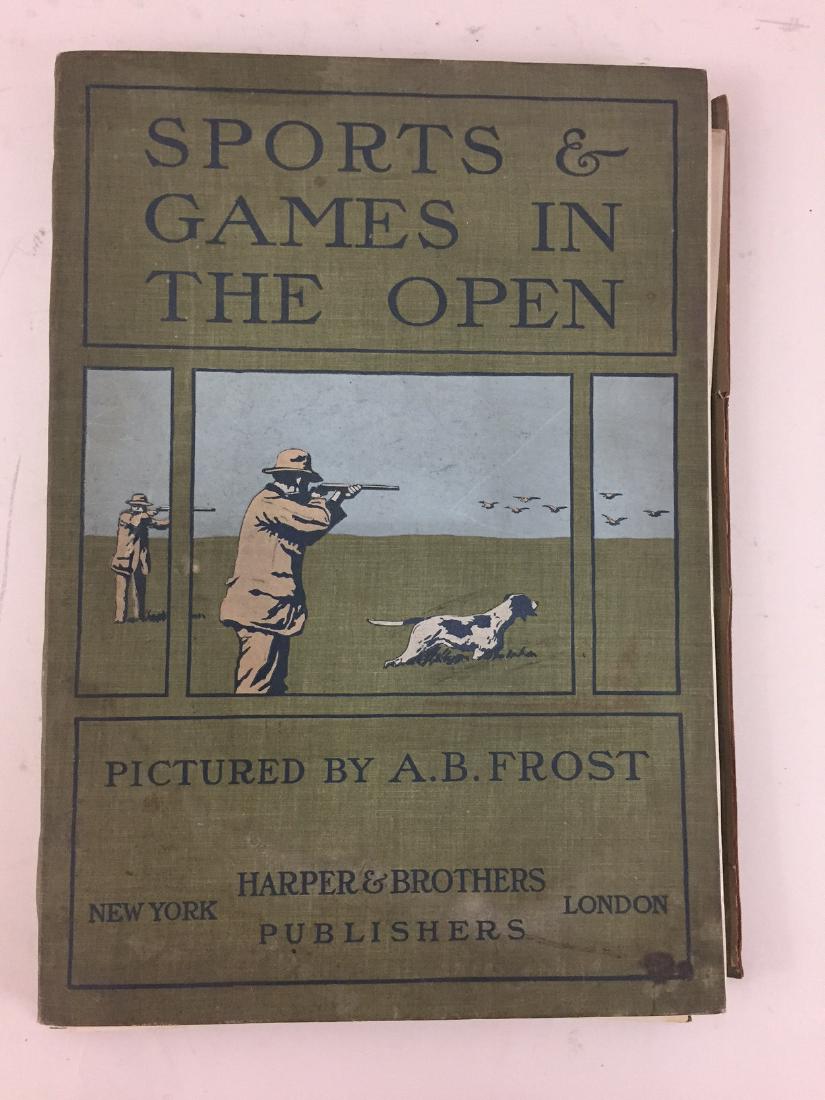 SPORTS &
GAMES IN
THE OPEN
PICTURED BY A.B. FROST
HARPER & BROTHERS
NEW YORK PUBLISHERS LONDON